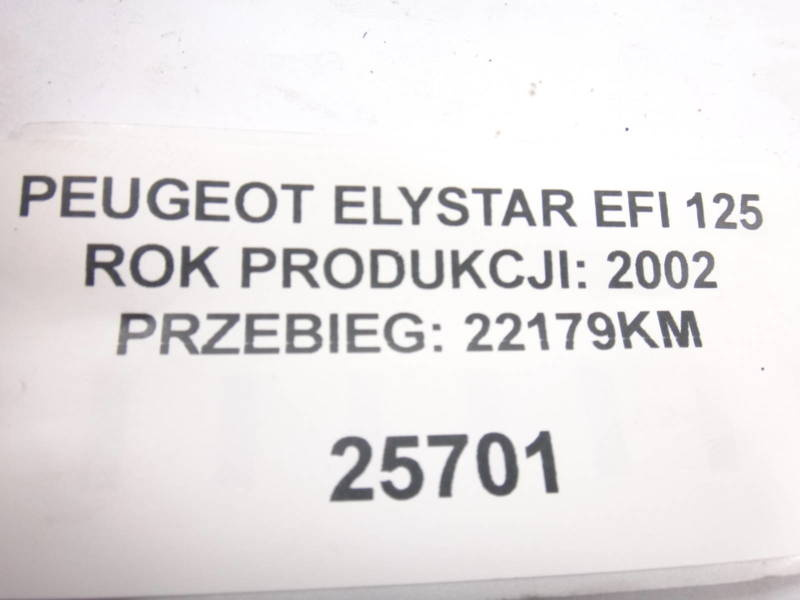 PEUGEOT ELYSTAR EFI 125
ROK PRODUKCJI: 2002
PRZEBIEG: 22179KM
25701